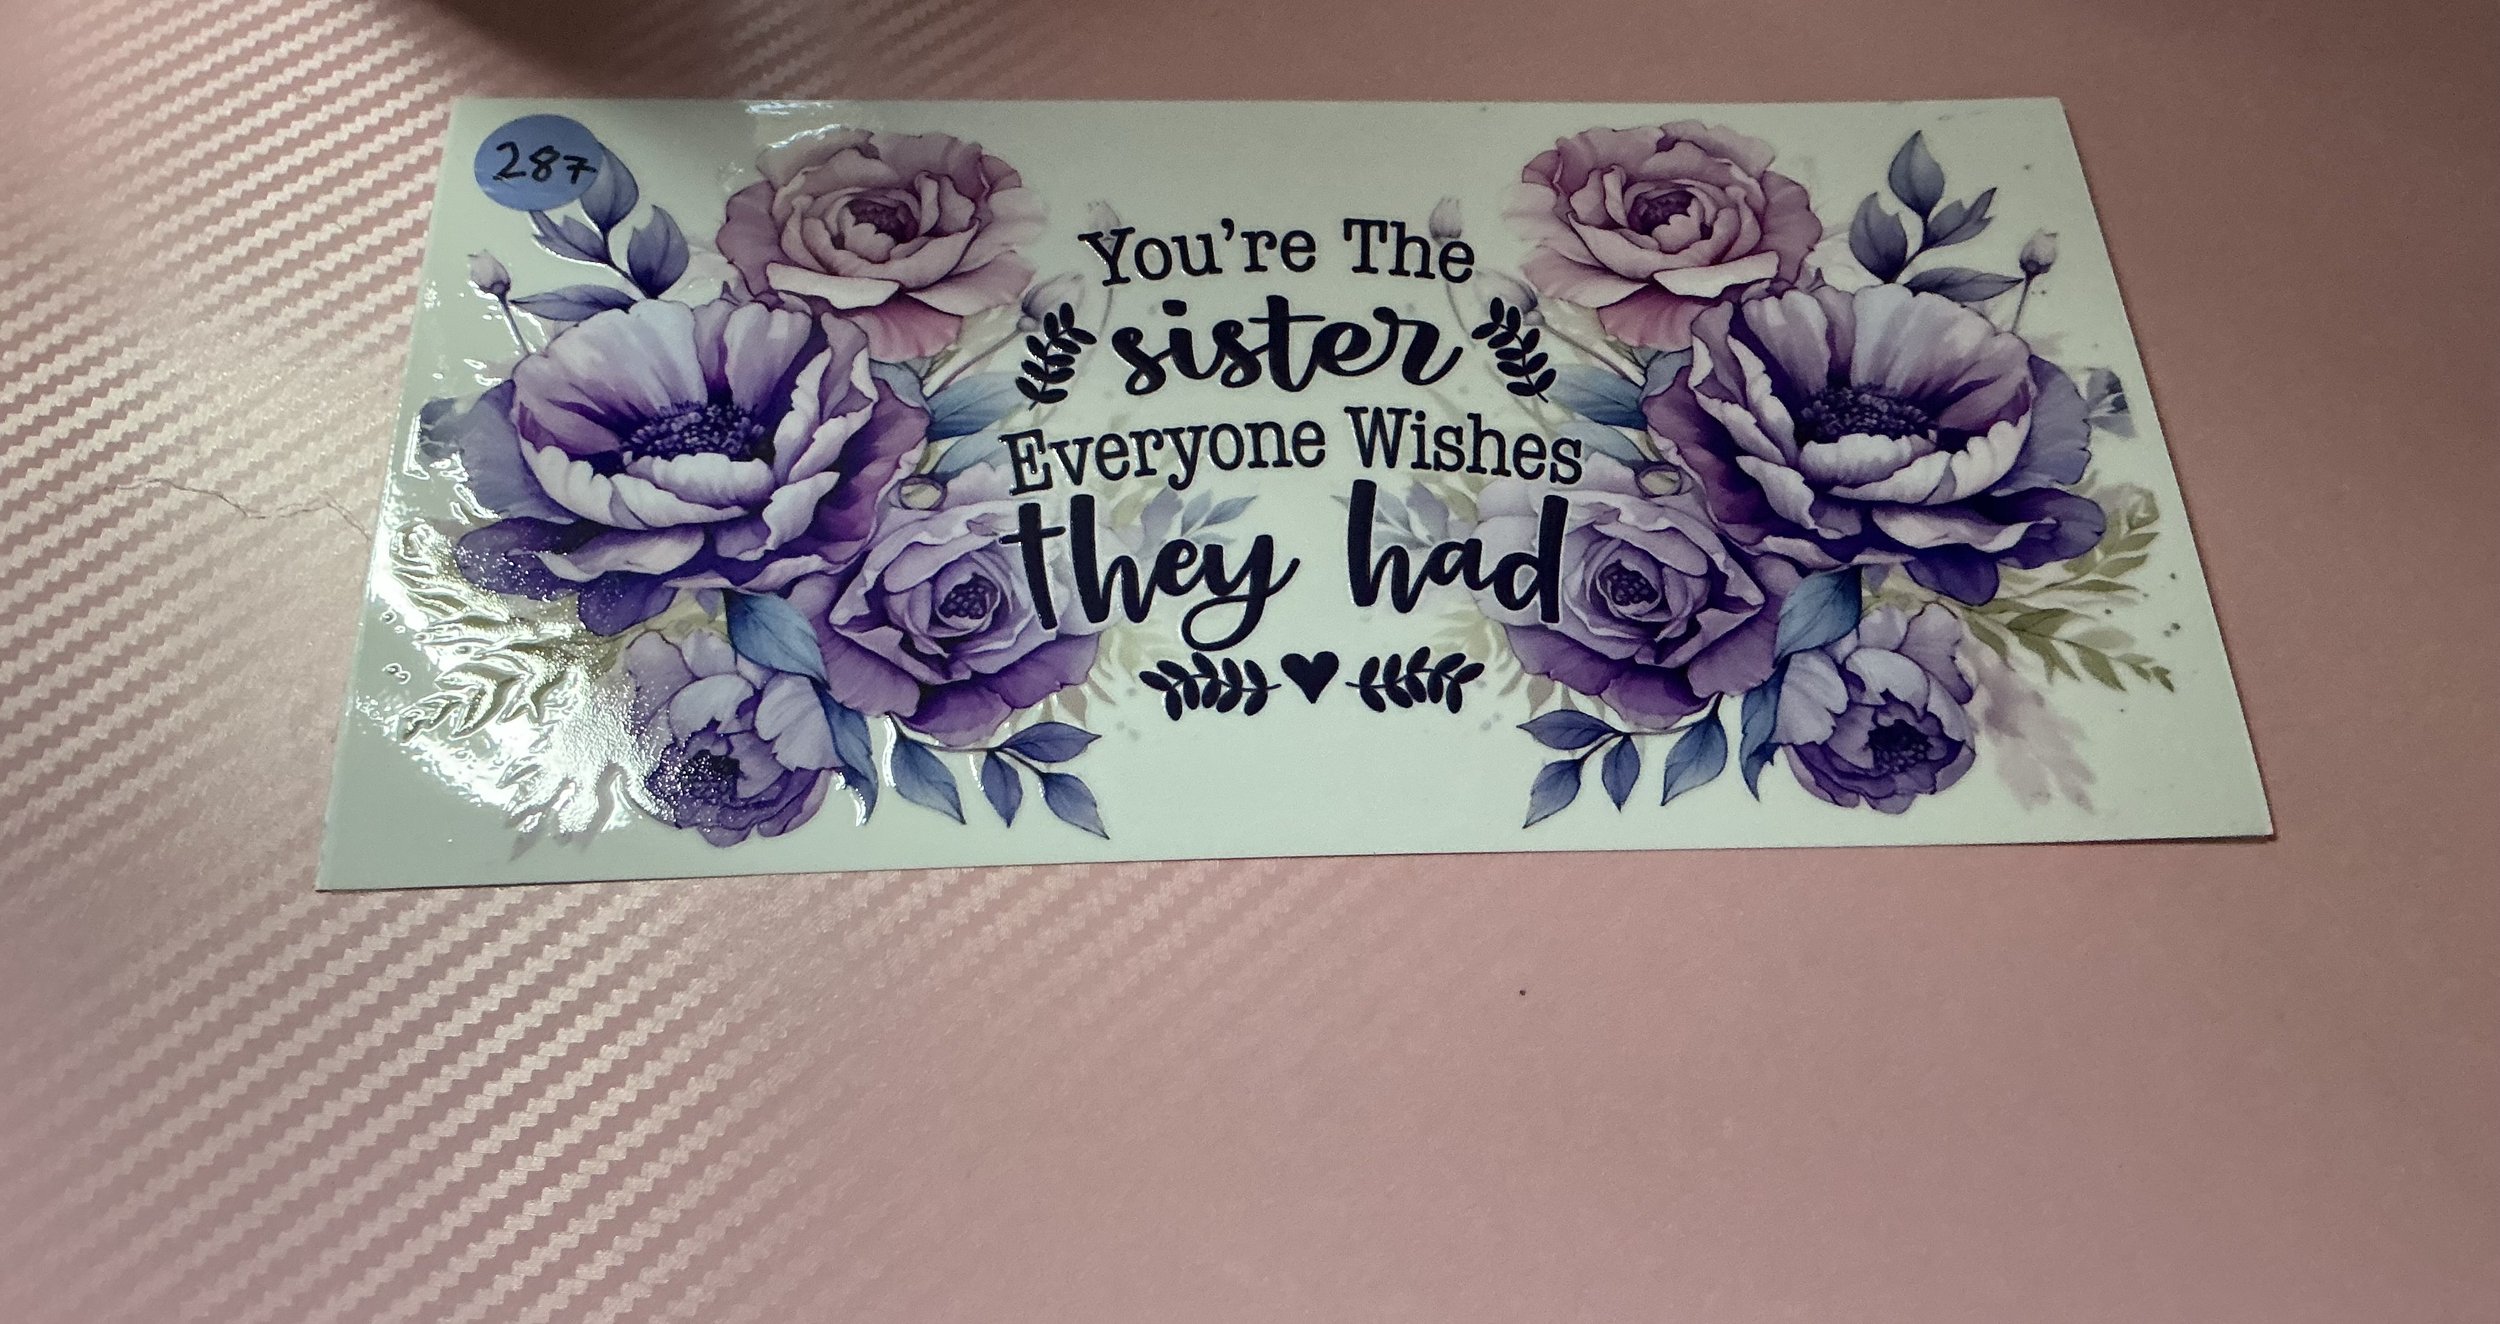 287
You're The
sister
Everyone Wishes
they had